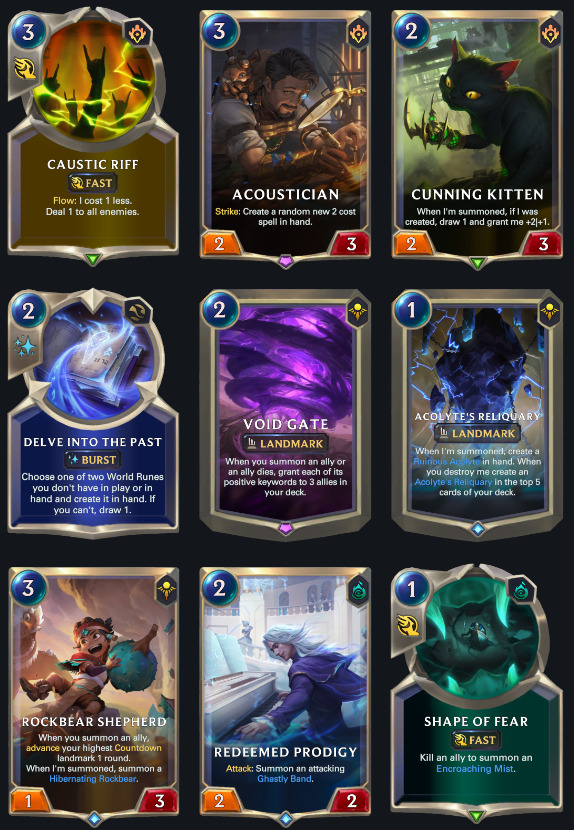 3
CAUSTIC RIFF
FAST
Flow: I cost 1 less.
Deal 1 to all enemies.
3
ACOUSTICIAN
Strike: Create a random new 2 cost
spell in hand.
2
3
2
CUNNING KITTEN
When I'm summoned, if I was
created, draw 1 and grant me +2|+1.
2
3
2
DELVE INTO THE PAST
BURST
Choose one of two World Runes
you don't have in play or in
hand and create it in hand. If
you can't, draw 1.
2
VOID GATE
LANDMARK
When you summon an ally or
an ally dies, grant each of its
positive keywords to 3 allies in
your deck.
1
ACOLYTE'S RELIQUARY
LANDMARK
When I'm summoned, create a
Ruinous Acolyte in hand. When
you destroy me create an
Acolyte's Reliquary in the top 5
cards of your deck.
3
ROCKBEAR SHEPHERD
When you summon an ally,
advance your highest Countdown
landmark 1 round.
When I'm summoned, summon a
Hibernating Rockbear.
1
3
2
REDEEMED PRODIGY
Attack: Summon an attacking
Ghastly Band.
2
2
1
SHAPE OF FEAR
FAST
Kill an ally to summon an
Encroaching Mist.